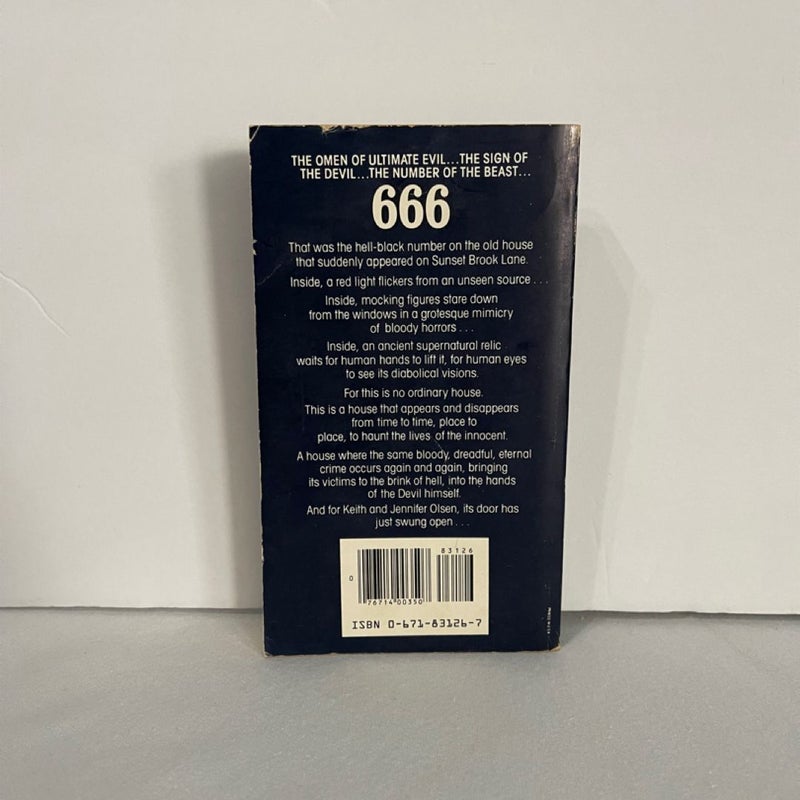 THE OMEN OF ULTIMATE EVIL...THE SIGN OF
THE DEVIL...THE NUMBER OF THE BEAST...
666
That was the hell-black number on the old house
that suddenly appeared on Sunset Brook Lane.
Inside, a red light flickers from an unseen source . . .
Inside, mocking figures stare down
from the windows in a grotesque mimicry
of bloody horrors . . .
Inside, an ancient supernatural relic
waits for human hands to lift it, for human eyes
to see its diabolical visions.
For this is no ordinary house.
This is a house that appears and disappears
from time to time, place to
place, to haunt the lives of the innocent.
A house where the same bloody, dreadful, eternal
crime occurs again and again, bringing
its victims to the brink of hell, into the hands
of the Devil himself.
And for Keith and Jennifer Olsen, its door has
just swung open . . .
83126
0
76714 00350
ISBN 0-671-83126-7